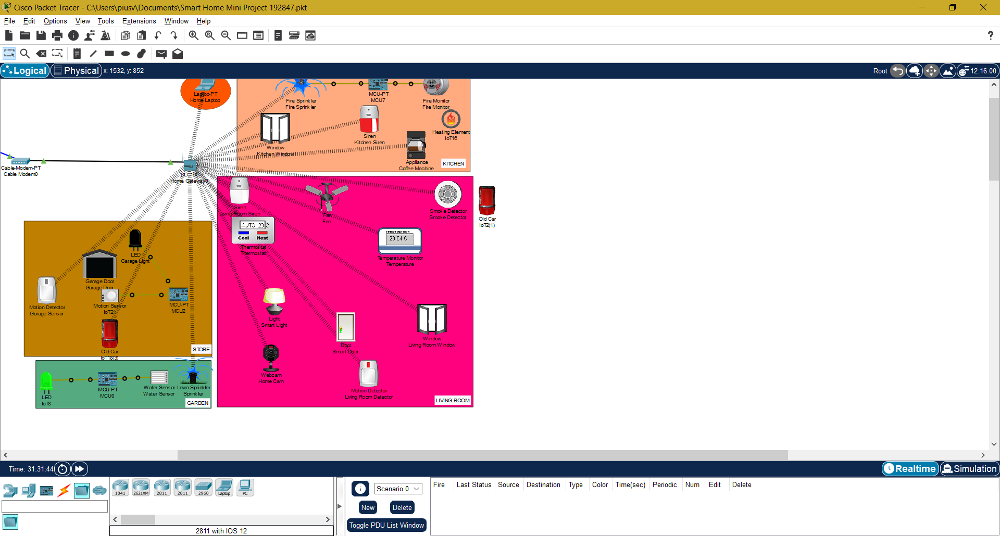 Cisco Packet Tracer - C:\Users\piusv\Documents\Smart Home Mini Project 192847.pkt
File Edit Options View Tools Extensions Window Help
?
Logical Physical x: 1532, y: 852
Root 12:16:00
Laptop-PT
Home Laptop
Fire Sprinkler
Fire Sprinkler
MCU-PT
MCU7
Fire Monitor
Fire Monitor
Siren
Kitchen Siren
Heating Element
IoT16
Window
Kitchen Window
Appliance
Coffee Machine
KITCHEN
Cable-Modem-PT
Cable Modem0
DLC100
Home Gateway0
Siren
Living Room Siren
Fan
Fan
Smoke Detector
Smoke Detector
Old Car
IoT2(1)
AUTO 23 C
Cool Heat
Thermostat
Thermostat
TEMPERATURE
23.04 C
Temperature Monitor
Temperature
LED
Garage Light
Garage Door
Garage Door
Motion Detector
Garage Sensor
Motion Sensor
IoT21
MCU-PT
MCU2
Old Car
IoT18(3)
STORE
Light
Smart Light
Door
Smart Door
Window
Living Room Window
Webcam
Home Cam
Motion Detector
Living Room Detector
LIVING ROOM
LED
IoT8
MCU-PT
MCU0
Water Sensor
Water Sensor
Lawn Sprinkler
Sprinkler
GARDEN
Time: 31:31:44
Realtime Simulation
1841 2621XM 2811 2811 2960 Laptop PC
2811 with IOS 12
Scenario 0
New Delete
Toggle PDU List Window
Fire Last Status Source Destination Type Color Time(sec) Periodic Num Edit Delete